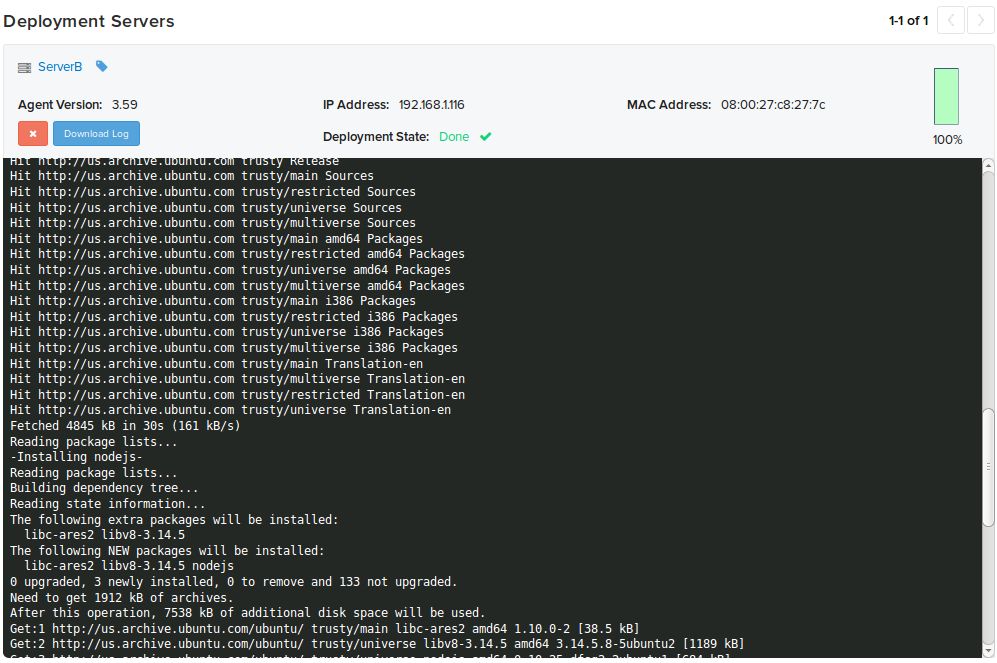 Deployment Servers
1-1 of 1
ServerB
Agent Version: 3.59
IP Address: 192.168.1.116
MAC Address: 08:00:27:c8:27:7c
Download Log
Deployment State: Done
100%
Hit http://us.archive.ubuntu.com trusty Release
Hit http://us.archive.ubuntu.com trusty/main Sources
Hit http://us.archive.ubuntu.com trusty/restricted Sources
Hit http://us.archive.ubuntu.com trusty/universe Sources
Hit http://us.archive.ubuntu.com trusty/multiverse Sources
Hit http://us.archive.ubuntu.com trusty/main amd64 Packages
Hit http://us.archive.ubuntu.com trusty/restricted amd64 Packages
Hit http://us.archive.ubuntu.com trusty/universe amd64 Packages
Hit http://us.archive.ubuntu.com trusty/multiverse amd64 Packages
Hit http://us.archive.ubuntu.com trusty/main i386 Packages
Hit http://us.archive.ubuntu.com trusty/restricted i386 Packages
Hit http://us.archive.ubuntu.com trusty/universe i386 Packages
Hit http://us.archive.ubuntu.com trusty/multiverse i386 Packages
Hit http://us.archive.ubuntu.com trusty/main Translation-en
Hit http://us.archive.ubuntu.com trusty/multiverse Translation-en
Hit http://us.archive.ubuntu.com trusty/restricted Translation-en
Hit http://us.archive.ubuntu.com trusty/universe Translation-en
Fetched 4845 kB in 30s (161 kB/s)
Reading package lists...
-Installing nodejs-
Reading package lists...
Building dependency tree...
Reading state information...
The following extra packages will be installed:
libc-ares2 libv8-3.14.5
The following NEW packages will be installed:
libc-ares2 libv8-3.14.5 nodejs
0 upgraded, 3 newly installed, 0 to remove and 133 not upgraded.
Need to get 1912 kB of archives.
After this operation, 7538 kB of additional disk space will be used.
Get:1 http://us.archive.ubuntu.com/ubuntu/ trusty/main libc-ares2 amd64 1.10.0-2 [38.5 kB]
Get:2 http://us.archive.ubuntu.com/ubuntu/ trusty/universe libv8-3.14.5 amd64 3.14.5.8-5ubuntu2 [1189 kB]
Get:3 http://us.archive.ubuntu.com/ubuntu/ trusty/universe nodejs amd64